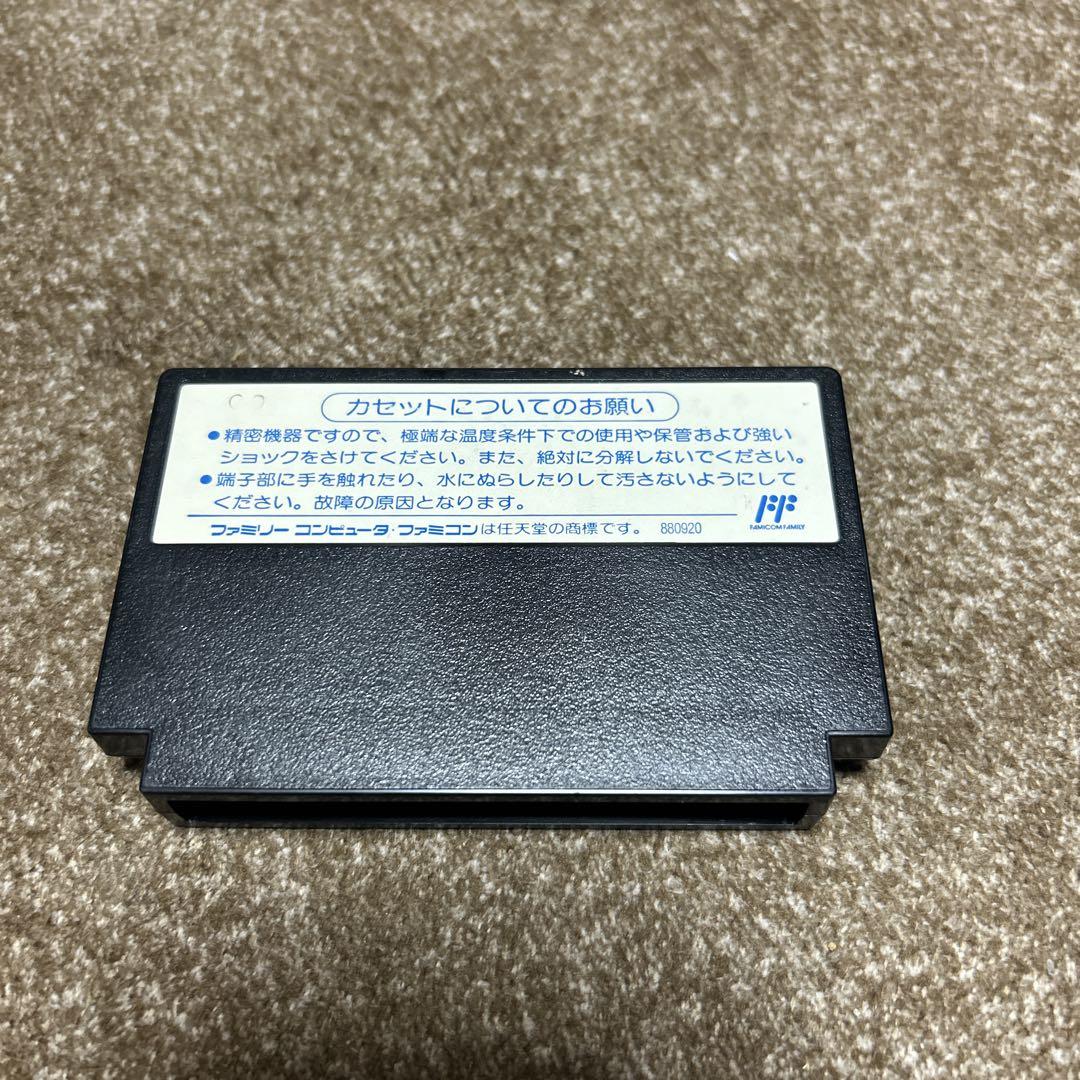 カセットについてのお願い
●精密機器ですので、極端な温度条件下での使用や保管および強い
ショックをさけてください。また、絶対に分解しないでください。
●端子部に手を触れたり、水にぬらしたりして汚さないようにして
ください。故障の原因となります。
ファミリー コンピュータ・ファミコンは任天堂の商標です。 880920
FAMICOM FAMILY